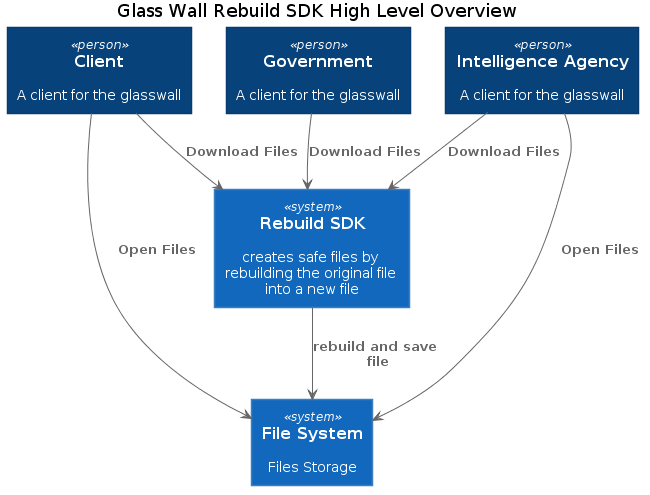 Glass Wall Rebuild SDK High Level Overview
«person»
Client
A client for the glasswall
«person»
Government
A client for the glasswall
«person»
Intelligence Agency
A client for the glasswall
Download Files
Download Files
Download Files
«system»
Rebuild SDK
creates safe files by
rebuilding the original file
into a new file
Open Files
Open Files
rebuild and save
file
«system»
File System
Files Storage